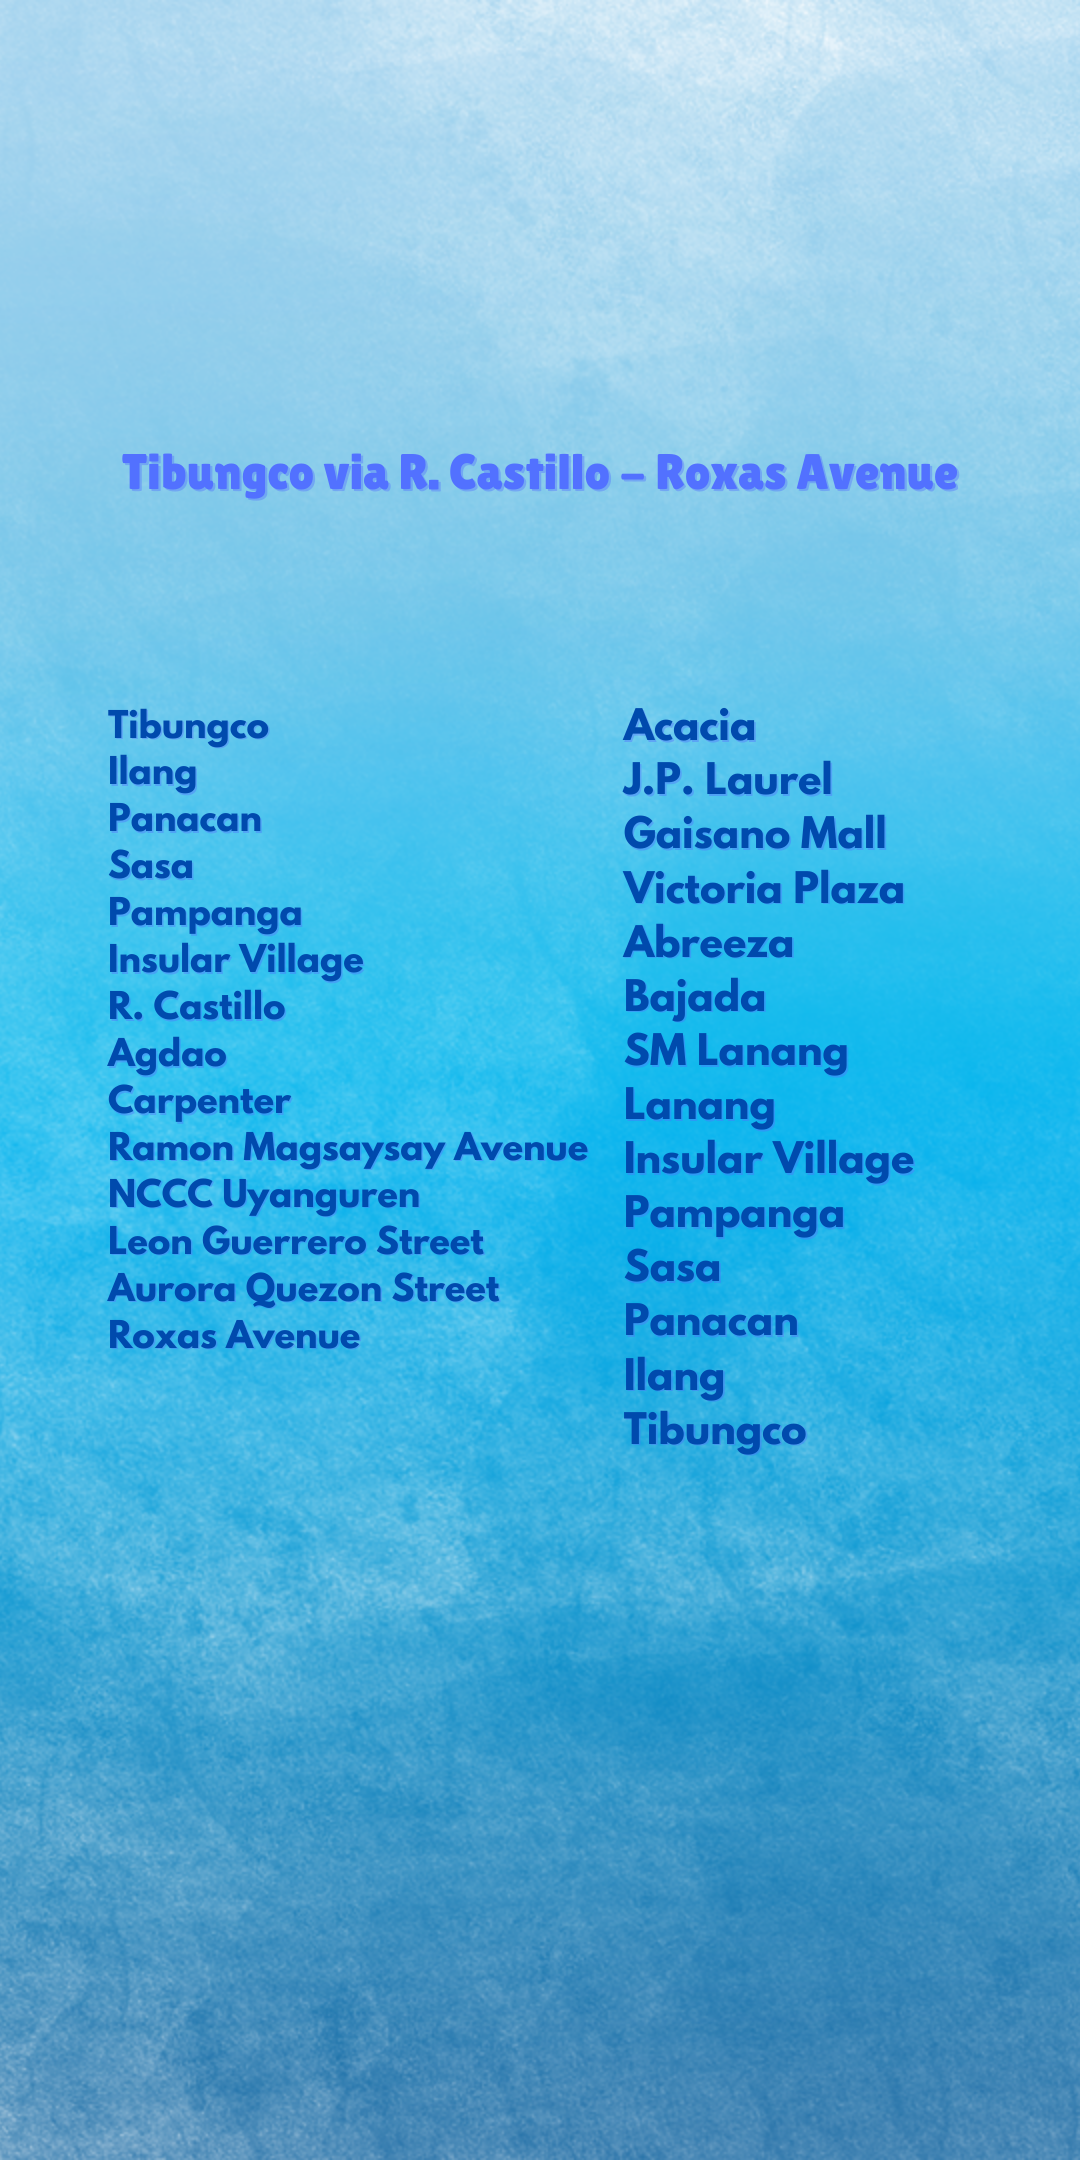 Tibungco via R. Castillo – Roxas Avenue
Tibungco
Ilang
Panacan
Sasa
Pampanga
Insular Village
R. Castillo
Agdao
Carpenter
Ramon Magsaysay Avenue
NCCC Uyanguren
Leon Guerrero Street
Aurora Quezon Street
Roxas Avenue
Acacia
J.P. Laurel
Gaisano Mall
Victoria Plaza
Abreeza
Bajada
SM Lanang
Lanang
Insular Village
Pampanga
Sasa
Panacan
Ilang
Tibungco